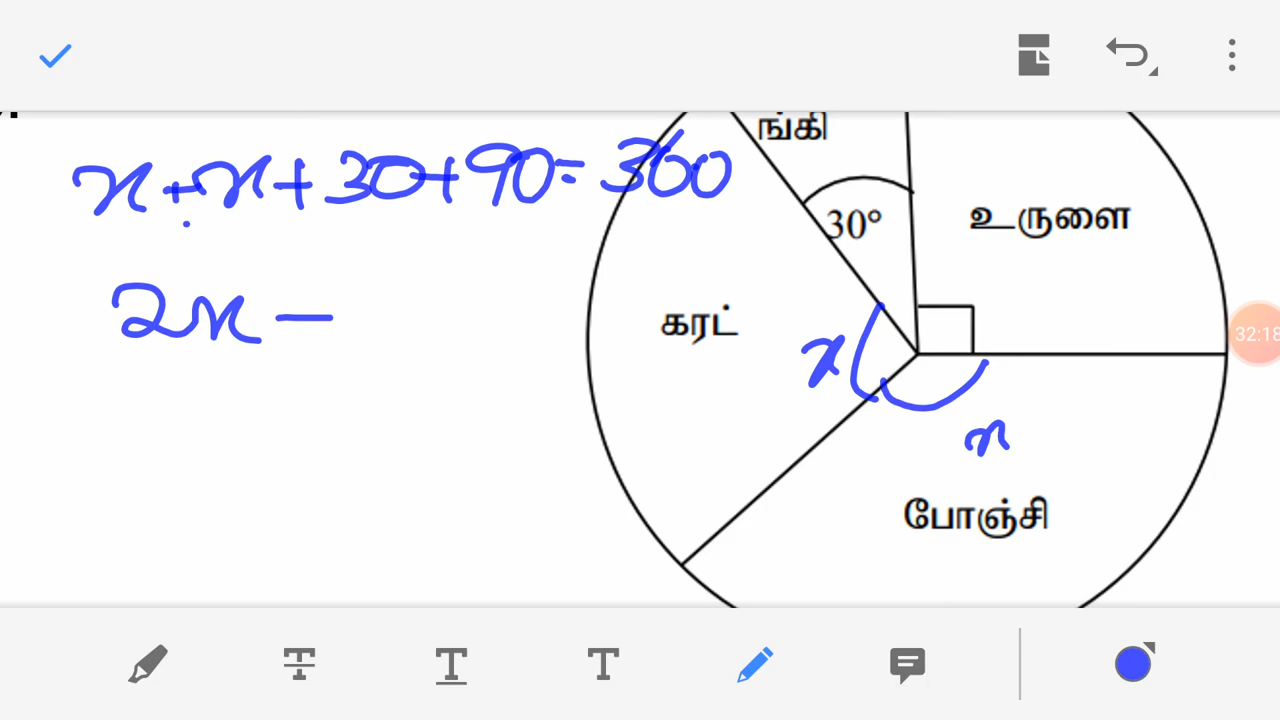 x + x + 30 + 90 = 360
2x —
ங்கி
30°
உருளை
கரட்
x
x
போஞ்சி
32:18
T
T
T